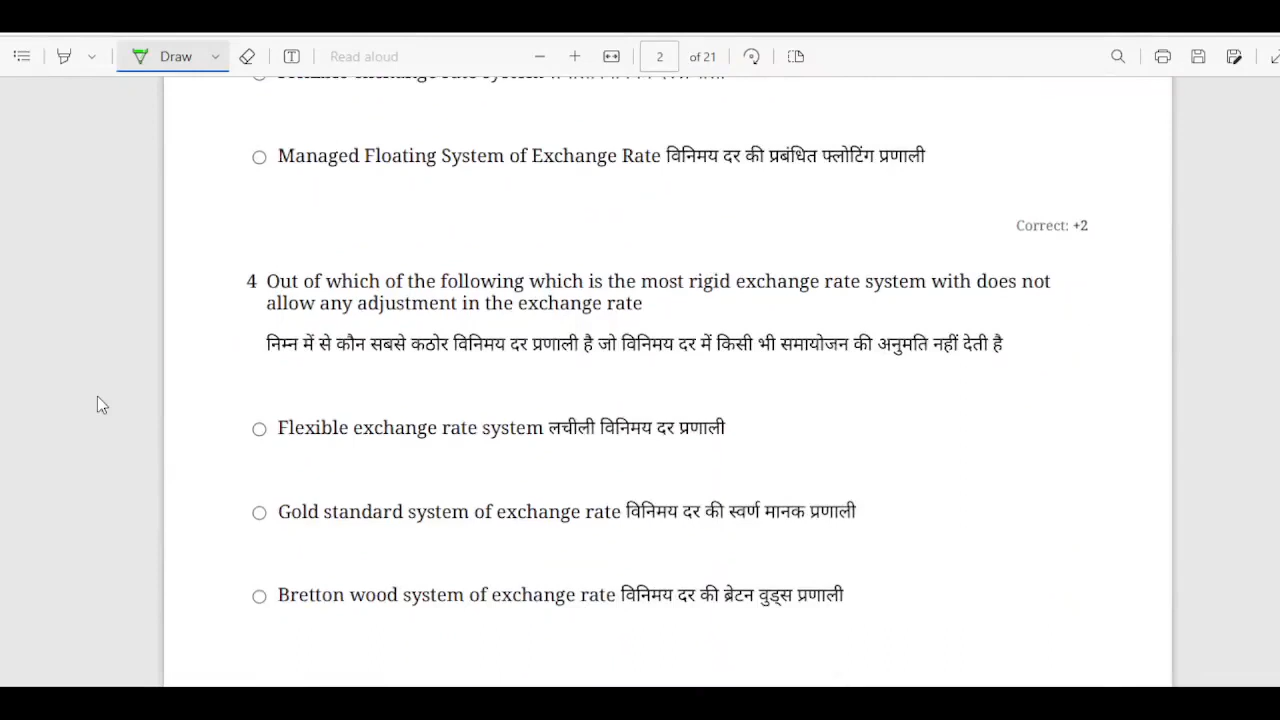 Draw
Read aloud
2
of 21
exchange rate system
Managed Floating System of Exchange Rate विनिमय दर की प्रबंधित फ्लोटिंग प्रणाली
Correct: +2
4 Out of which of the following which is the most rigid exchange rate system with does not
allow any adjustment in the exchange rate
निम्न में से कौन सबसे कठोर विनिमय दर प्रणाली है जो विनिमय दर में किसी भी समायोजन की अनुमति नहीं देती है
Flexible exchange rate system लचीली विनिमय दर प्रणाली
Gold standard system of exchange rate विनिमय दर की स्वर्ण मानक प्रणाली
Bretton wood system of exchange rate विनिमय दर की ब्रेटन वुड्स प्रणाली